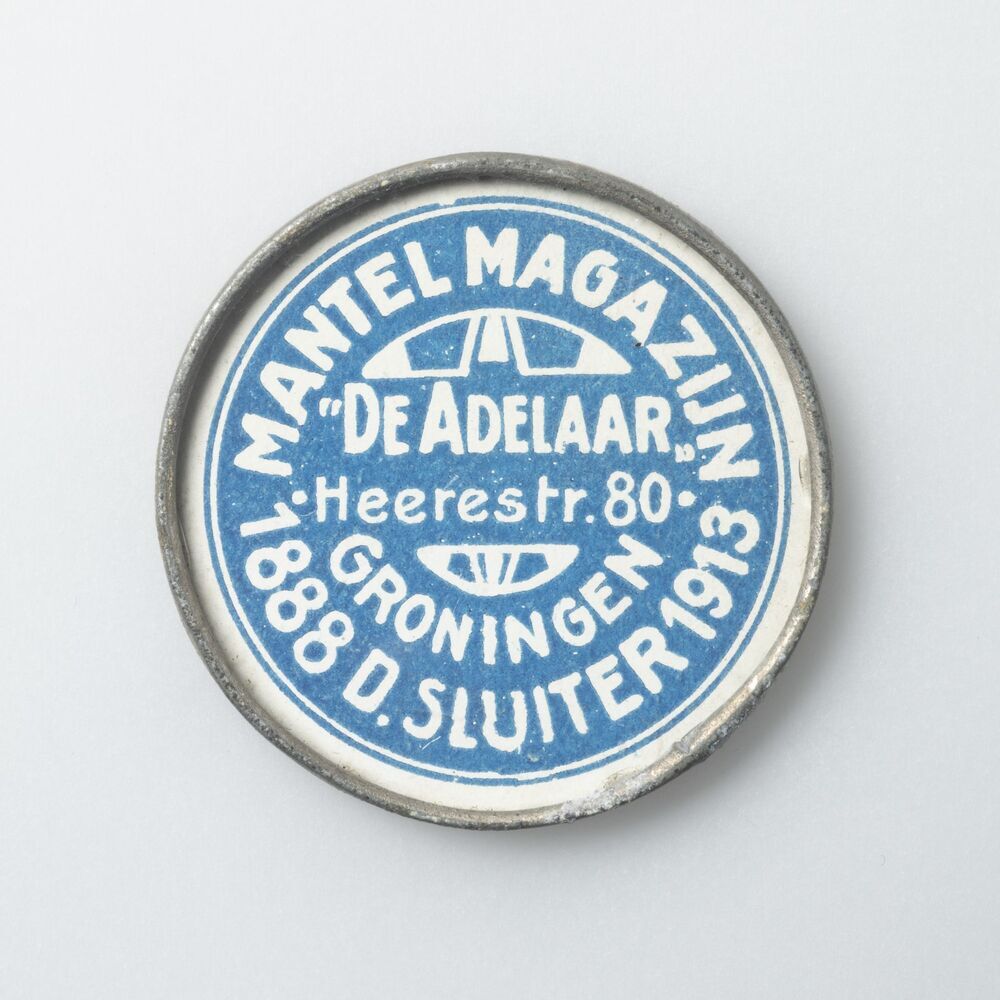 MANTEL MAGAZIJN
"DE ADELAAR„
·Heerestr. 80·
GRONINGEN
1888 D. SLUITER 1913